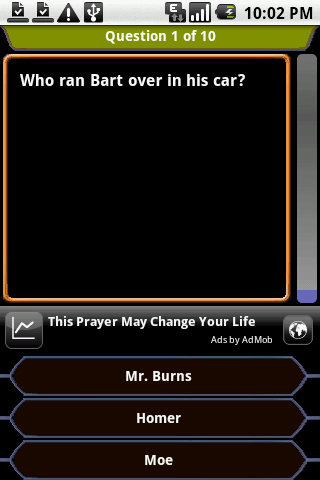 10:02 PM
Question 1 of 10
Who ran Bart over in his car?
This Prayer May Change Your Life
Ads by AdMob
Mr. Burns
Homer
Moe